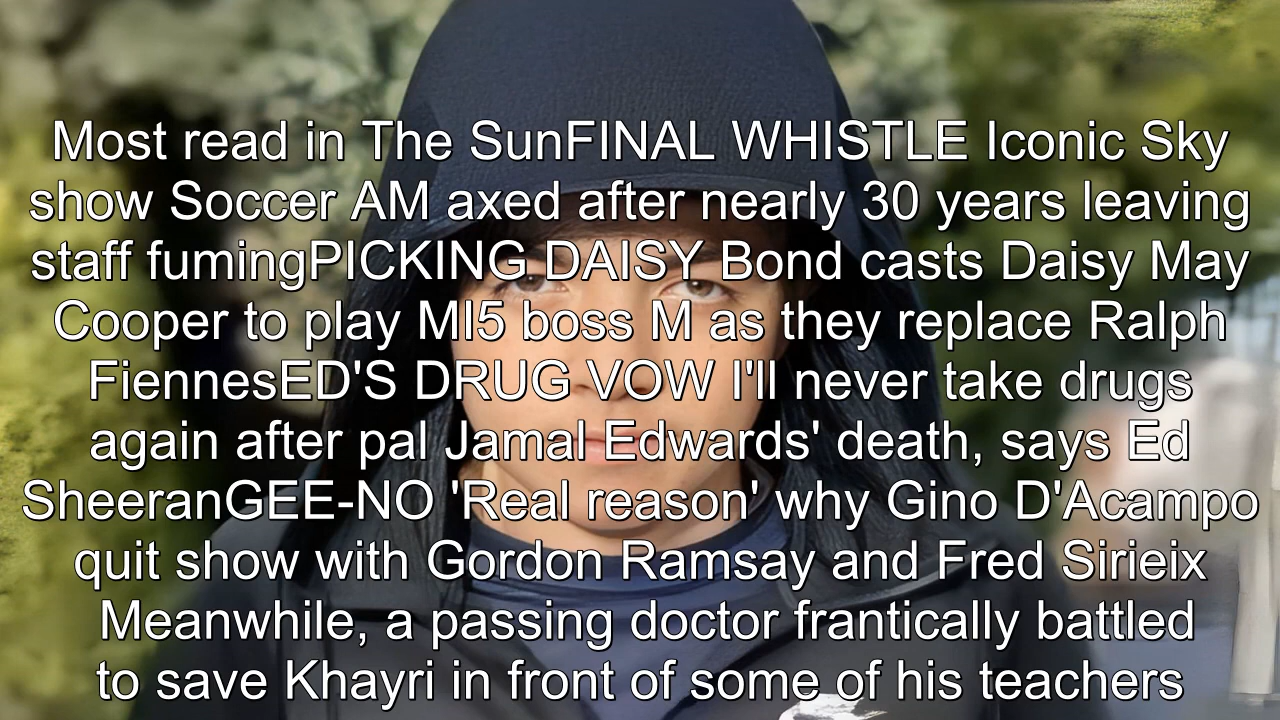 Most read in The SunFINAL WHISTLE Iconic Sky
show Soccer AM axed after nearly 30 years leaving
staff fumingPICKING DAISY Bond casts Daisy May
Cooper to play MI5 boss M as they replace Ralph
FiennesED'S DRUG VOW I'll never take drugs
again after pal Jamal Edwards' death, says Ed
SheeranGEE-NO 'Real reason' why Gino D'Acampo
quit show with Gordon Ramsay and Fred Sirieix
Meanwhile, a passing doctor frantically battled
to save Khayri in front of some of his teachers